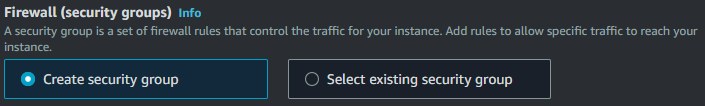 Firewall (security groups) Info
A security group is a set of firewall rules that control the traffic for your instance. Add rules to allow specific traffic to reach your
instance.
Create security group
Select existing security group